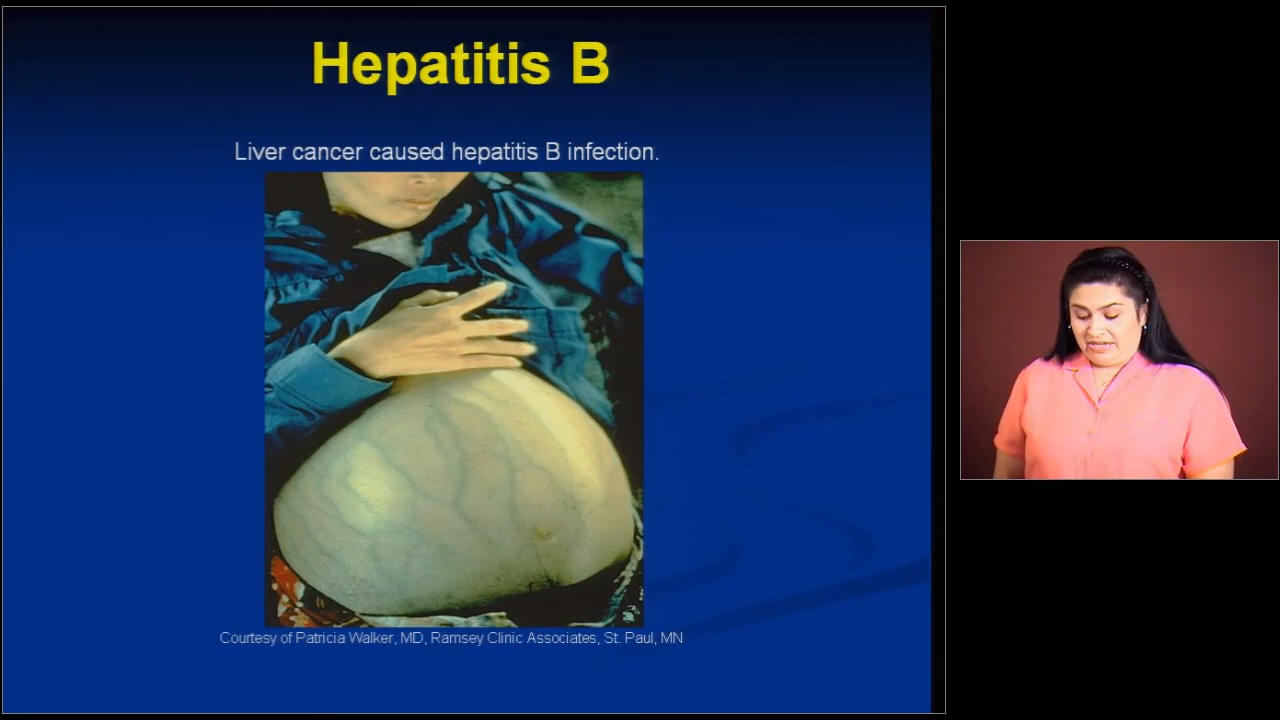 Hepatitis B
Liver cancer caused hepatitis B infection.
Courtesy of Patricia Walker, MD, Ramsey Clinic Associates, St. Paul, MN